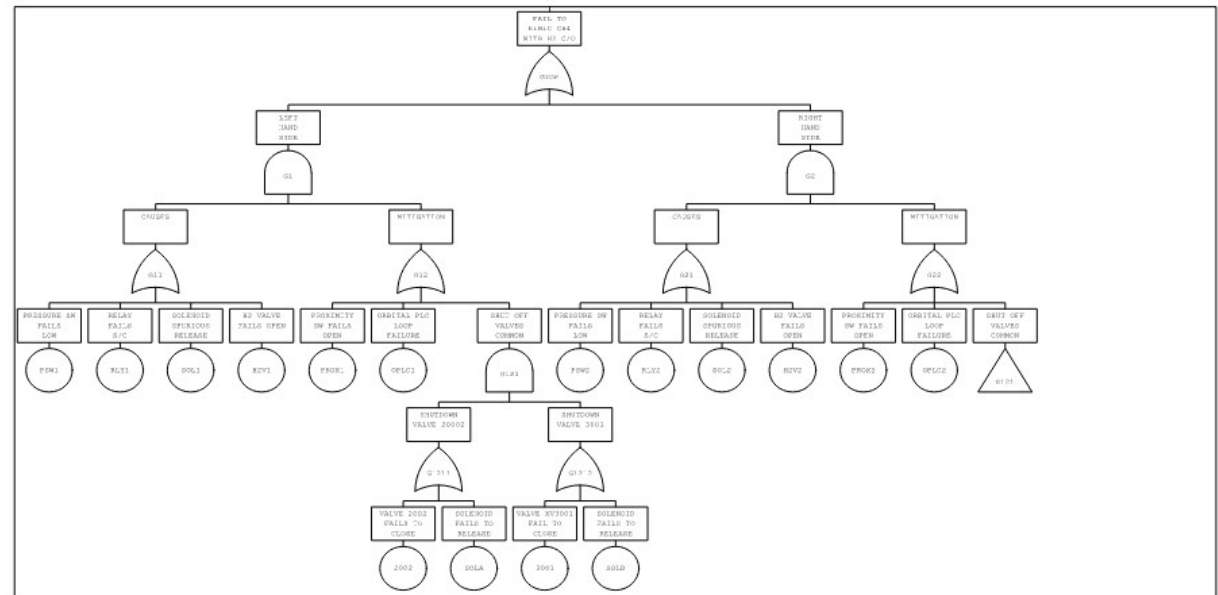 FAIL TO
WITH H2 C/O
LEFT
HAND
SIDE
RIGHT
HAND
SIDE
G1
G2
CAUSES
MITIGATION
CAUSES
MITIGATION
G11
G12
G21
G22
PRESSURE SW
FAILS
LOW
RELAY
FAILS
S/C
SOLENOID
SPURIOUS
RELEASE
H2 VALVE
FAILS OPEN
PROXIMITY
SW FAILS
OPEN
ORBITAL PLC
LOOP
FAILURE
SHUT OFF
VALVES
COMMON
PRESSURE SW
FAILS
LOW
RELAY
FAILS
S/C
SOLENOID
SPURIOUS
RELEASE
H2 VALVE
FAILS
OPEN
PROXIMITY
SW FAILS
OPEN
ORBITAL PLC
LOOP
FAILURE
SHUT OFF
VALVES
COMMON
PSW1
RLY1
SOL1
H2V1
PROX1
OPLC1
G121
PSW2
RLY2
SOL2
H2V2
PROX2
OPLC2
G121
SHUTDOWN
VALVE 20002
SHUTDOWN
VALVE 3001
VALVE 2002
FAILS TO
CLOSE
SOLENOID
FAILS TO
RELEASE
VALVE XV3001
FAIL TO
CLOSE
SOLENOID
FAILS TO
RELEASE
2002
SOLA
3001
SOLB